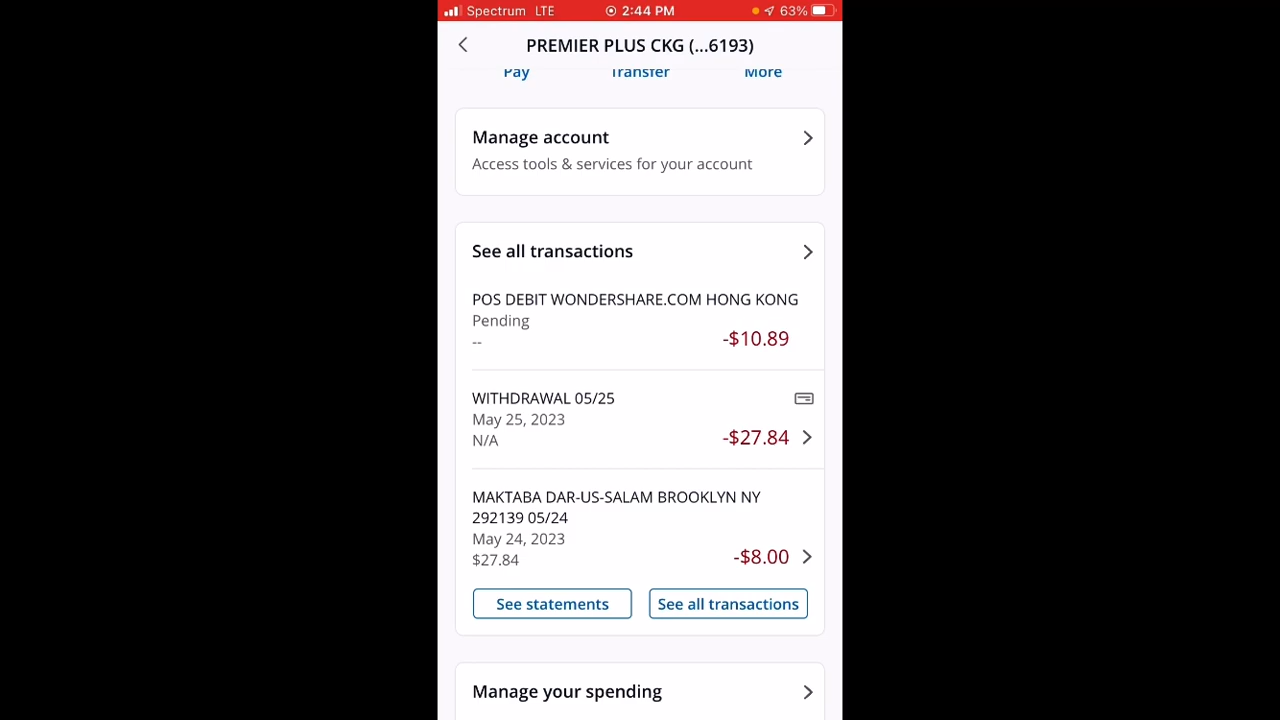 Spectrum LTE 2:44 PM 63%
PREMIER PLUS CKG (...6193)
Pay Transfer More
Manage account
Access tools & services for your account
See all transactions
POS DEBIT WONDERSHARE.COM HONG KONG
Pending
-- -$10.89
WITHDRAWAL 05/25
May 25, 2023
N/A -$27.84
MAKTABA DAR-US-SALAM BROOKLYN NY
292139 05/24
May 24, 2023
$27.84 -$8.00
See statements See all transactions
Manage your spending